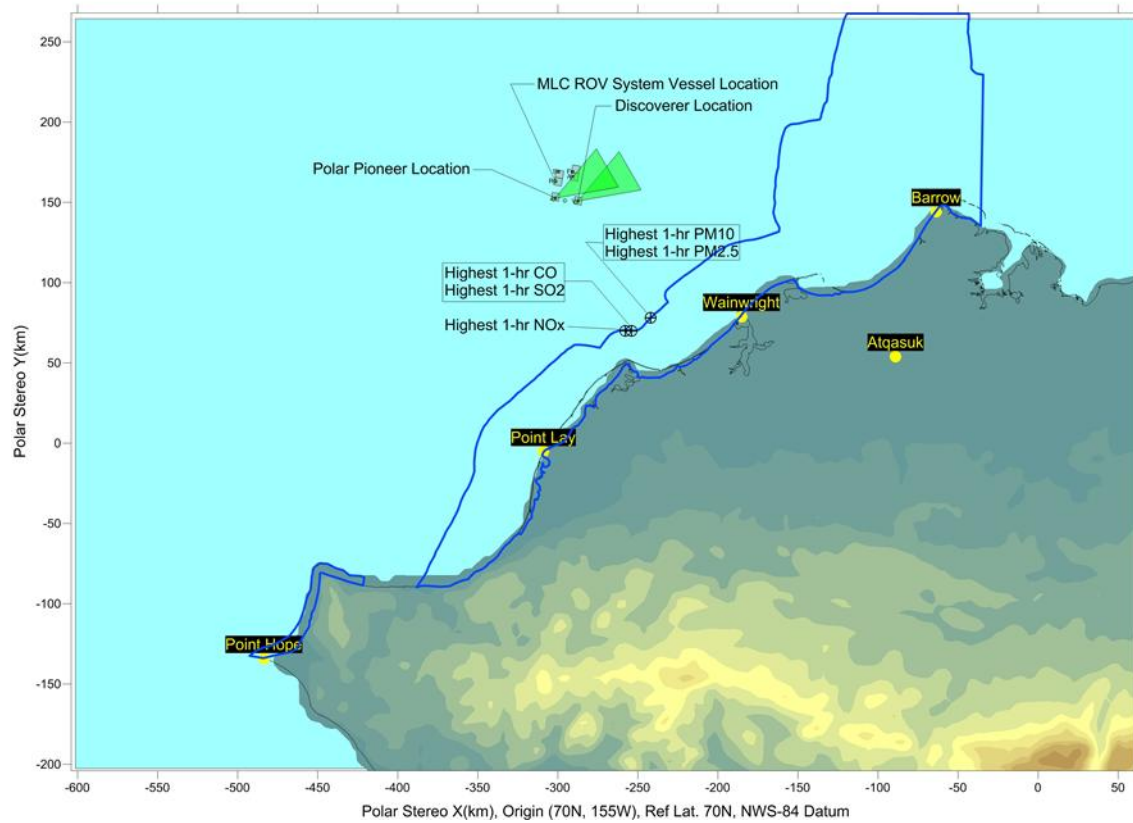 250
200
150
100
50
0
-50
-100
-150
-200
Polar Stereo Y(km)
MLC ROV System Vessel Location
Discoverer Location
Polar Pioneer Location
Barrow
Highest 1-hr PM10
Highest 1-hr PM2.5
Highest 1-hr CO
Highest 1-hr SO2
Highest 1-hr NOx
Wainwright
Atqasuk
Point Lay
Point Hope
-600 -550 -500 -450 -400 -350 -300 -250 -200 -150 -100 -50 0 50
Polar Stereo X(km), Origin (70N, 155W), Ref Lat. 70N, NWS-84 Datum